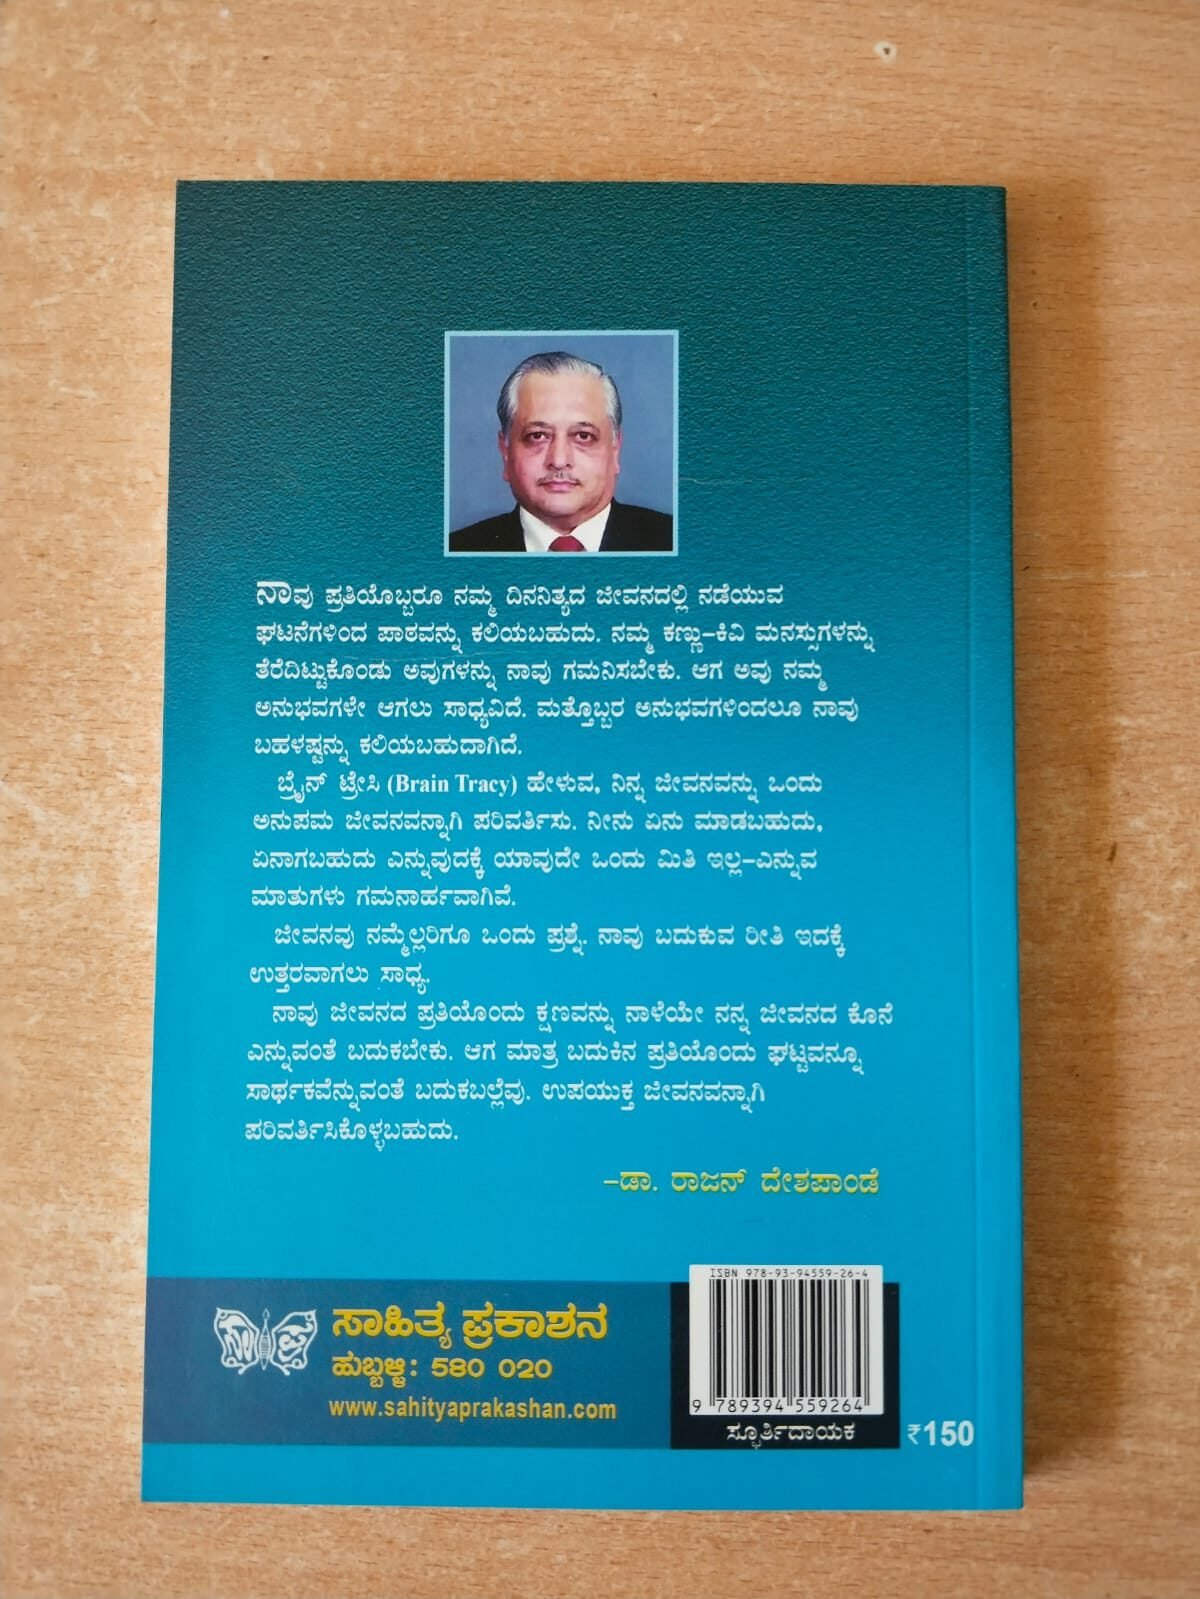 ನಾವು ಪ್ರತಿಯೊಬ್ಬರೂ ನಮ್ಮ ದಿನನಿತ್ಯದ ಜೀವನದಲ್ಲಿ ನಡೆಯುವ
ಘಟನೆಗಳಿಂದ ಪಾಠವನ್ನು ಕಲಿಯಬಹುದು. ನಮ್ಮ ಕಣ್ಣು-ಕಿವಿ ಮನಸ್ಸುಗಳನ್ನು
ತೆರೆದಿಟ್ಟುಕೊಂಡು ಅವುಗಳನ್ನು ನಾವು ಗಮನಿಸಬೇಕು. ಆಗ ಅವು ನಮ್ಮ
ಅನುಭವಗಳೇ ಆಗಲು ಸಾಧ್ಯವಿದೆ. ಮತ್ತೊಬ್ಬರ ಅನುಭವಗಳಿಂದಲೂ ನಾವು
ಬಹಳಷ್ಟನ್ನು ಕಲಿಯಬಹುದಾಗಿದೆ.
ಬ್ರೈನ್ ಟ್ರೇಸಿ (Brain Tracy) ಹೇಳುವ, ನಿನ್ನ ಜೀವನವನ್ನು ಒಂದು
ಅನುಪಮ ಜೀವನವನ್ನಾಗಿ ಪರಿವರ್ತಿಸು. ನೀನು ಏನು ಮಾಡಬಹುದು,
ಏನಾಗಬಹುದು ಎನ್ನುವುದಕ್ಕೆ ಯಾವುದೇ ಒಂದು ಮಿತಿ ಇಲ್ಲ-ಎನ್ನುವ
ಮಾತುಗಳು ಗಮನಾರ್ಹವಾಗಿವೆ.
ಜೀವನವು ನಮ್ಮೆಲ್ಲರಿಗೂ ಒಂದು ಪ್ರಶ್ನೆ. ನಾವು ಬದುಕುವ ರೀತಿ ಇದಕ್ಕೆ
ಉತ್ತರವಾಗಲು ಸಾಧ್ಯ.
ನಾವು ಜೀವನದ ಪ್ರತಿಯೊಂದು ಕ್ಷಣವನ್ನು ನಾಳೆಯೇ ನನ್ನ ಜೀವನದ ಕೊನೆ
ಎನ್ನುವಂತೆ ಬದುಕಬೇಕು. ಆಗ ಮಾತ್ರ ಬದುಕಿನ ಪ್ರತಿಯೊಂದು ಘಟ್ಟವನ್ನೂ
ಸಾರ್ಥಕವೆನ್ನುವಂತೆ ಬದುಕಬಲ್ಲೆವು. ಉಪಯುಕ್ತ ಜೀವನವನ್ನಾಗಿ
ಪರಿವರ್ತಿಸಿಕೊಳ್ಳಬಹುದು.
-ಡಾ. ರಾಜನ್ ದೇಶಪಾಂಡೆ
ISBN 978-93-94559-26-4
ಸಾಪ್ರ
ಸಾಹಿತ್ಯ ಪ್ರಕಾಶನ
ಹುಬ್ಬಳ್ಳಿ: 580 020
www.sahityaprakashan.com
9 789394 559264
ಸ್ಫೂರ್ತಿದಾಯಕ
₹150